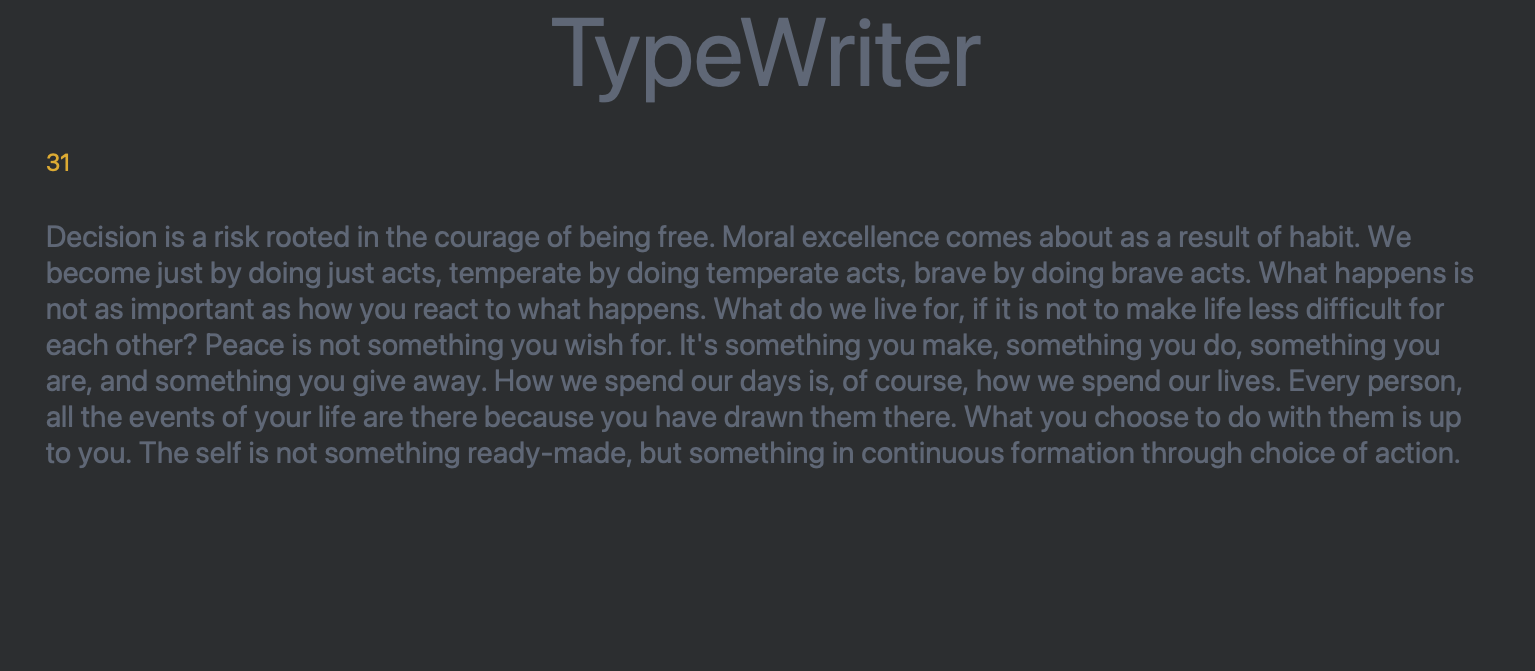 TypeWriter
31
Decision is a risk rooted in the courage of being free. Moral excellence comes about as a result of habit. We
become just by doing just acts, temperate by doing temperate acts, brave by doing brave acts. What happens is
not as important as how you react to what happens. What do we live for, if it is not to make life less difficult for
each other? Peace is not something you wish for. It's something you make, something you do, something you
are, and something you give away. How we spend our days is, of course, how we spend our lives. Every person,
all the events of your life are there because you have drawn them there. What you choose to do with them is up
to you. The self is not something ready-made, but something in continuous formation through choice of action.